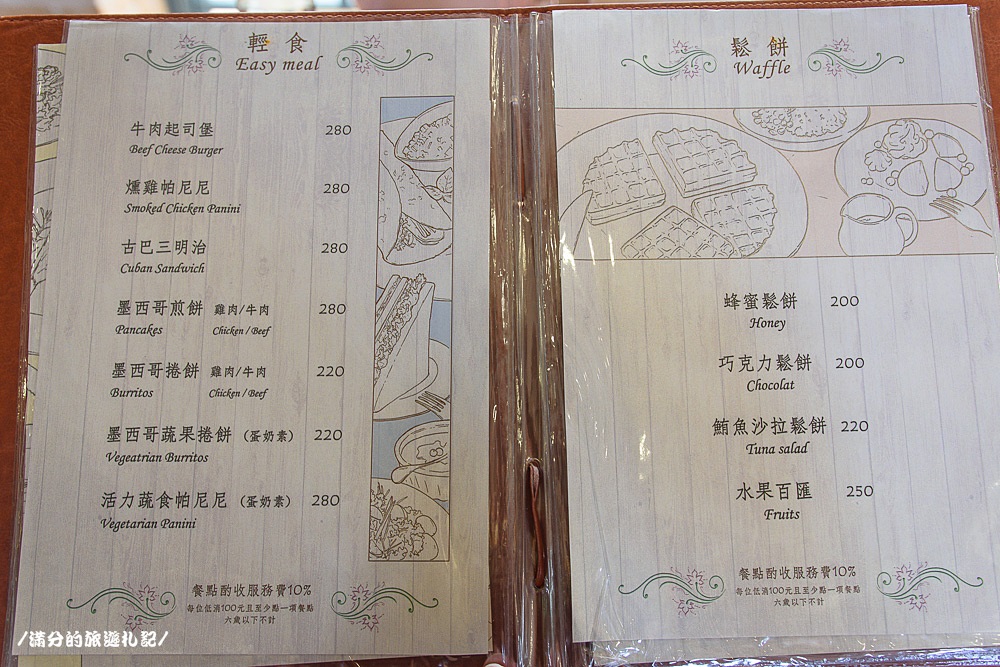 輕食
Easy meal
牛肉起司堡 280
Beef Cheese Burger
燻雞帕尼尼 280
Smoked Chicken Panini
古巴三明治 280
Cuban Sandwich
墨西哥煎餅 雞肉/牛肉 280
Pancakes Chicken / Beef
墨西哥捲餅 雞肉/牛肉 220
Burritos Chicken / Beef
墨西哥蔬果捲餅 (蛋奶素) 220
Vegeatrian Burritos
活力蔬食帕尼尼 (蛋奶素) 280
Vegetarian Panini
餐點酌收服務費10%
每位低消100元且至少點一項餐點
六歲以下不計
/滿分的旅遊札記/
鬆餅
Waffle
蜂蜜鬆餅 200
Honey
巧克力鬆餅 200
Chocolat
鮪魚沙拉鬆餅 220
Tuna salad
水果百匯 250
Fruits
餐點酌收服務費10%
每位低消100元且至少點一項餐點
六歲以下不計